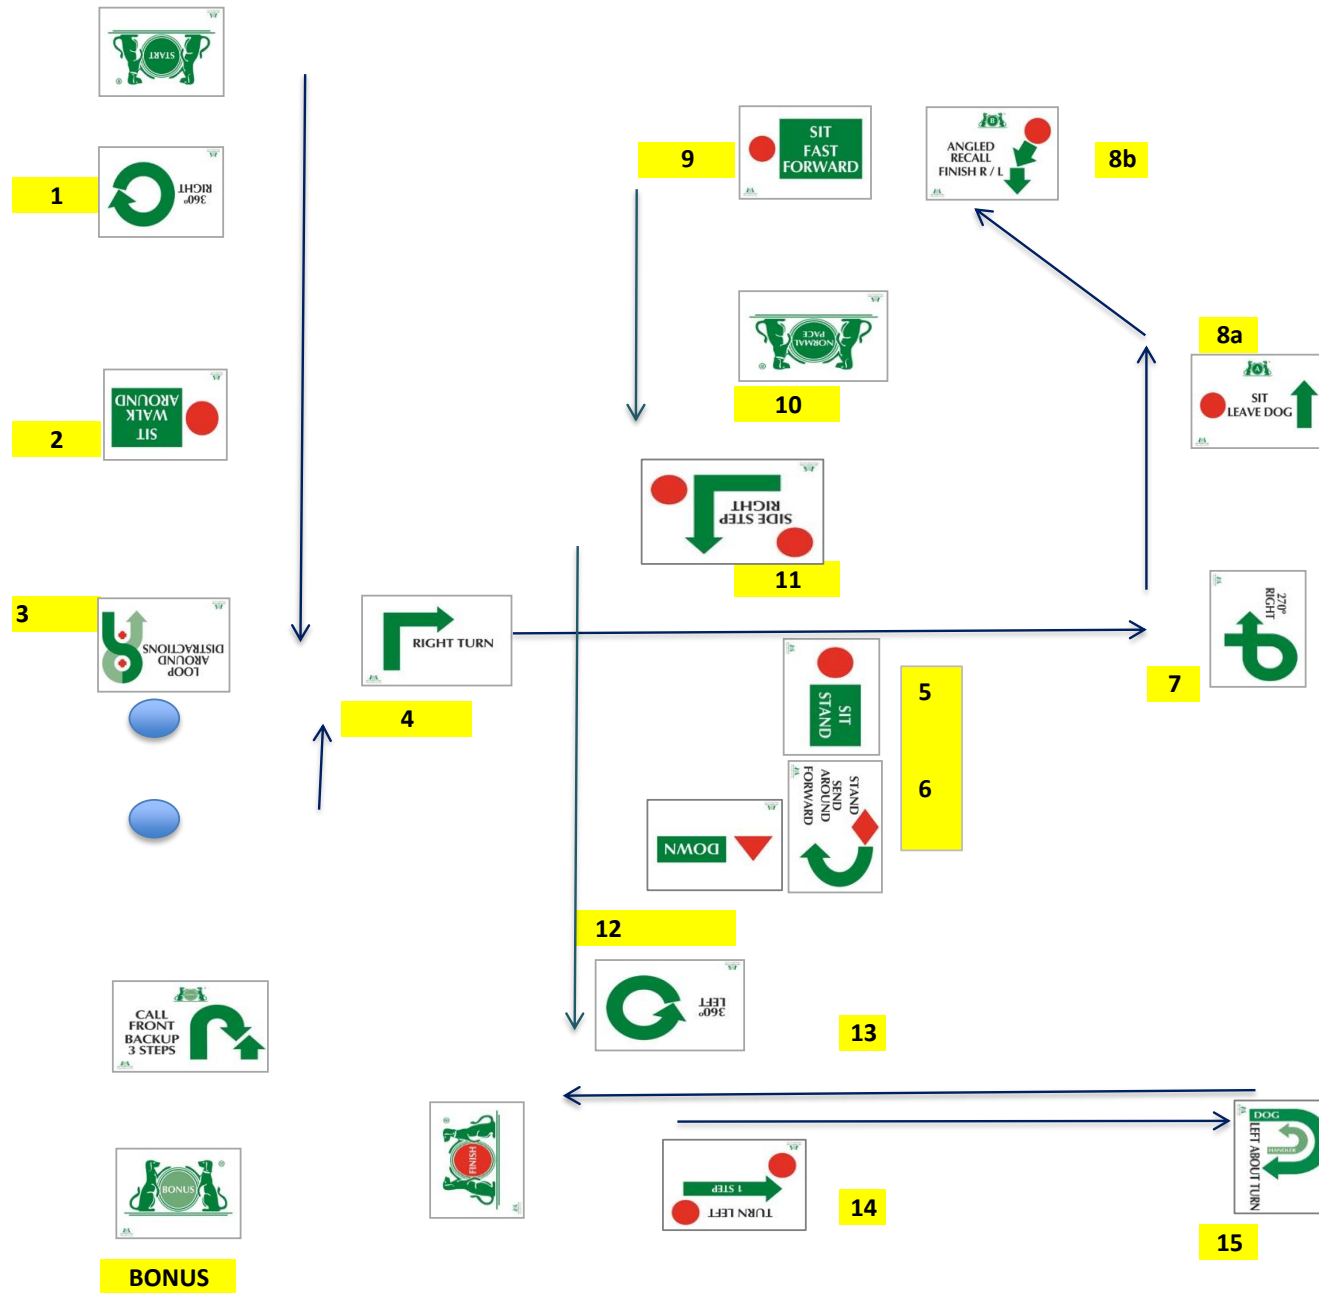 START
1
360º
RIGHT
2
SIT
WALK
AROUND
3
LOOP
AROUND
DISTRACTIONS
RIGHT TURN
4
SIT
STAND
5
STAND
SEND
AROUND
FORWARD
6
270º
RIGHT
7
8a
A
SIT
LEAVE DOG
B
ANGLED
RECALL
FINISH R / L
8b
9
SIT
FAST
FORWARD
NORMAL
PACE
®
10
SIDE STEP
RIGHT
11
DOWN
12
360º
LEFT
13
TURN LEFT
1 STEP
14
DOG
HANDLER
LEFT ABOUT TURN
15
FINISH
®
CALL
FRONT
BACKUP
3 STEPS
BONUS
®
BONUS